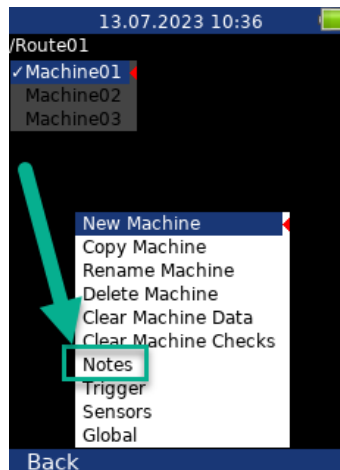 13.07.2023 10:36
/Route01
✓Machine01
Machine02
Machine03
New Machine
Copy Machine
Rename Machine
Delete Machine
Clear Machine Data
Clear Machine Checks
Notes
Trigger
Sensors
Global
Back